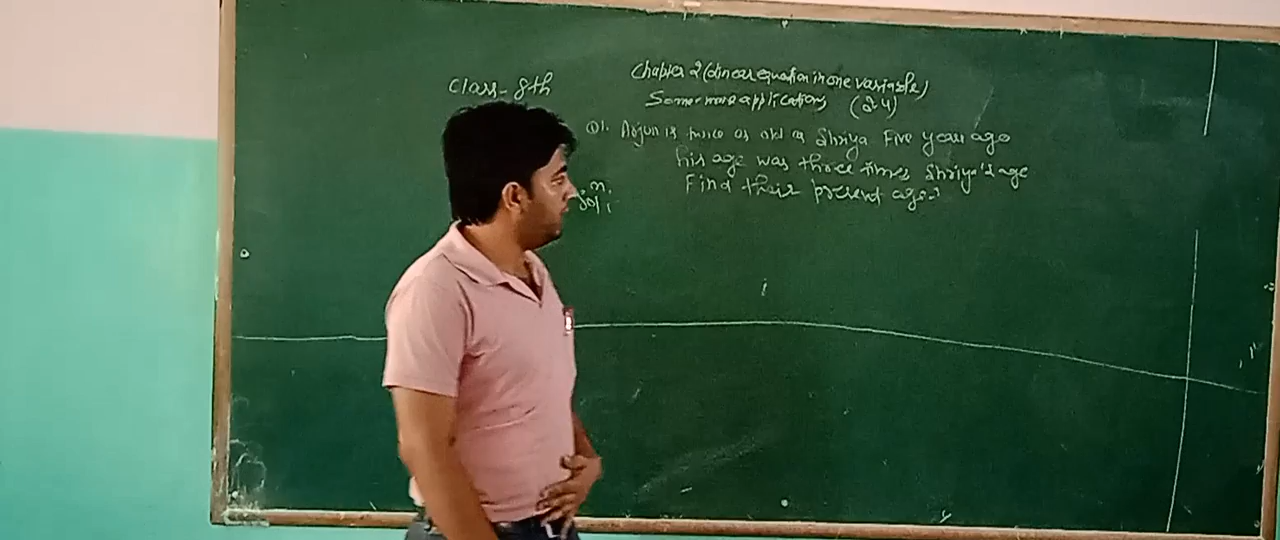 Class - 8th
Chapter 2 (Linear equation in one variable)
Some more applications (2.4)
Q1. Arjun is twice as old as Shriya Five years ago
his age was three times Shriya's age
Find their present age.?
Sol n: